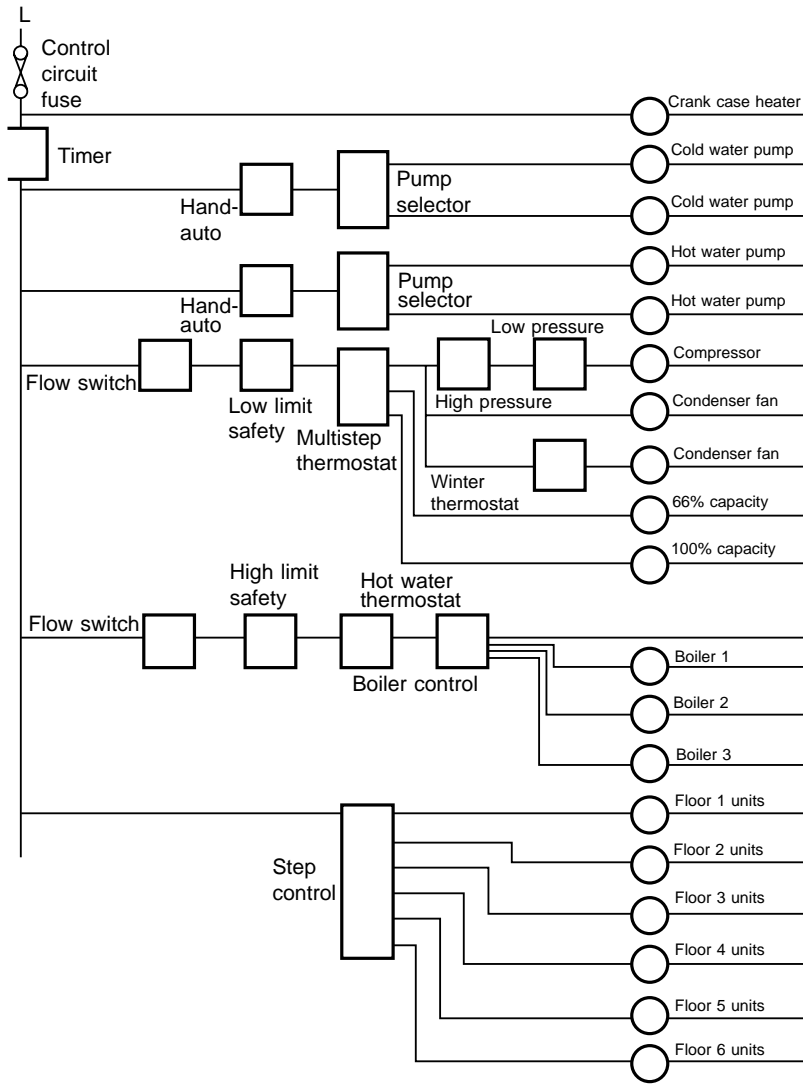 L
Control
circuit
fuse
Crank case heater
Timer
Cold water pump
Pump
selector
Hand-
auto
Cold water pump
Hot water pump
Pump
selector
Hand-
auto
Hot water pump
Low pressure
Compressor
Flow switch
Low limit
safety
High pressure
Condenser fan
Multistep
thermostat
Condenser fan
Winter
thermostat
66% capacity
100% capacity
High limit
safety
Hot water
thermostat
Flow switch
Boiler control
Boiler 1
Boiler 2
Boiler 3
Floor 1 units
Floor 2 units
Step
control
Floor 3 units
Floor 4 units
Floor 5 units
Floor 6 units